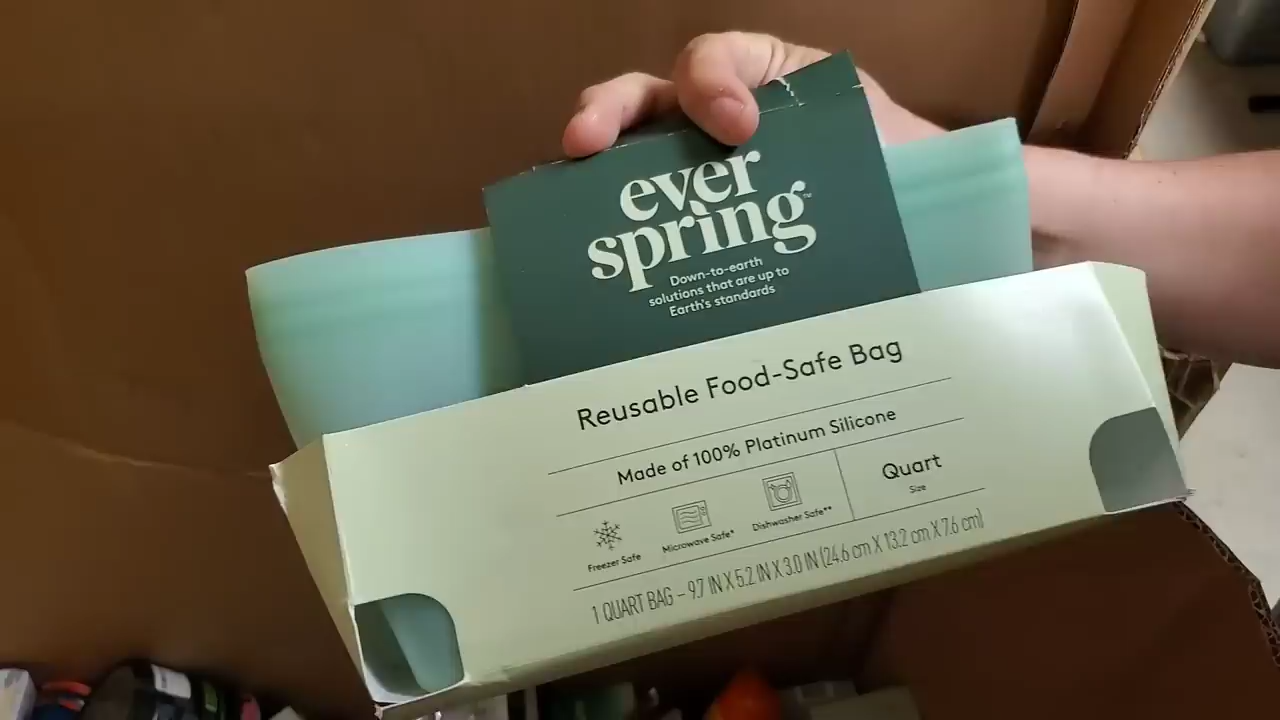 ever
spring™
Down-to-earth
solutions that are up to
Earth's standards
Reusable Food-Safe Bag
Made of 100% Platinum Silicone
Freezer Safe
Microwave Safe*
Dishwasher Safe**
Quart
Size
1 QUART BAG – 9.7 IN X 5.2 IN X 3.0 IN (24.6 cm X 13.2 cm X 7.6 cm)